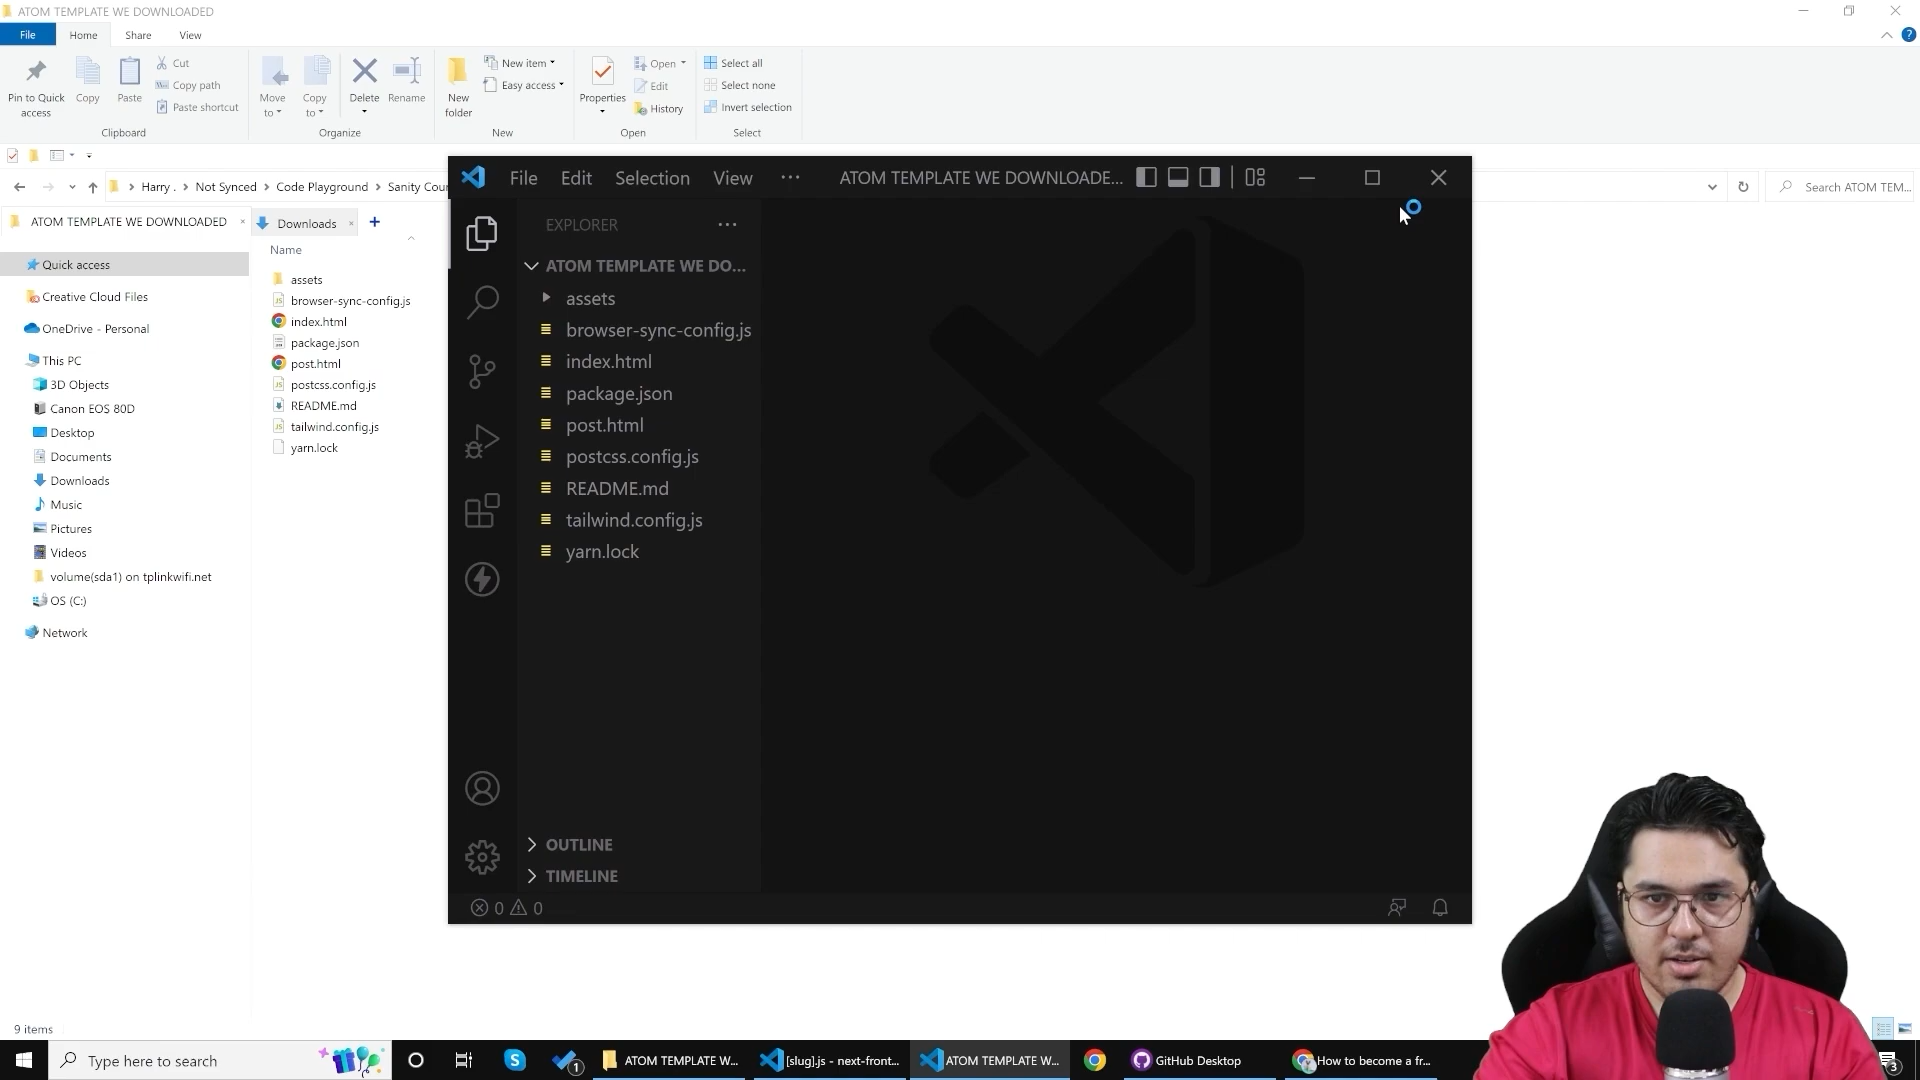 ATOM TEMPLATE WE DOWNLOADED
File Home Share View
Pin to Quick access
Copy
Paste
Cut
Copy path
Paste shortcut
Clipboard
Move to
Copy to
Delete
Rename
Organize
New folder
New item
Easy access
New
Properties
Open
Edit
History
Open
Select all
Select none
Invert selection
Select
Harry . > Not Synced > Code Playground > Sanity Cou
Search ATOM TEM...
ATOM TEMPLATE WE DOWNLOADED
Downloads
Quick access
Creative Cloud Files
OneDrive - Personal
This PC
3D Objects
Canon EOS 80D
Desktop
Documents
Downloads
Music
Pictures
Videos
volume(sda1) on tplinkwifi.net
OS (C:)
Network
Name
assets
browser-sync-config.js
index.html
package.json
post.html
postcss.config.js
README.md
tailwind.config.js
yarn.lock
File Edit Selection View ··· ATOM TEMPLATE WE DOWNLOADE...
EXPLORER
ATOM TEMPLATE WE DO...
assets
browser-sync-config.js
index.html
package.json
post.html
postcss.config.js
README.md
tailwind.config.js
yarn.lock
OUTLINE
TIMELINE
0 0
9 items
Type here to search
1
ATOM TEMPLATE W...
[slug].js - next-front...
ATOM TEMPLATE W...
GitHub Desktop
How to become a fr...
3